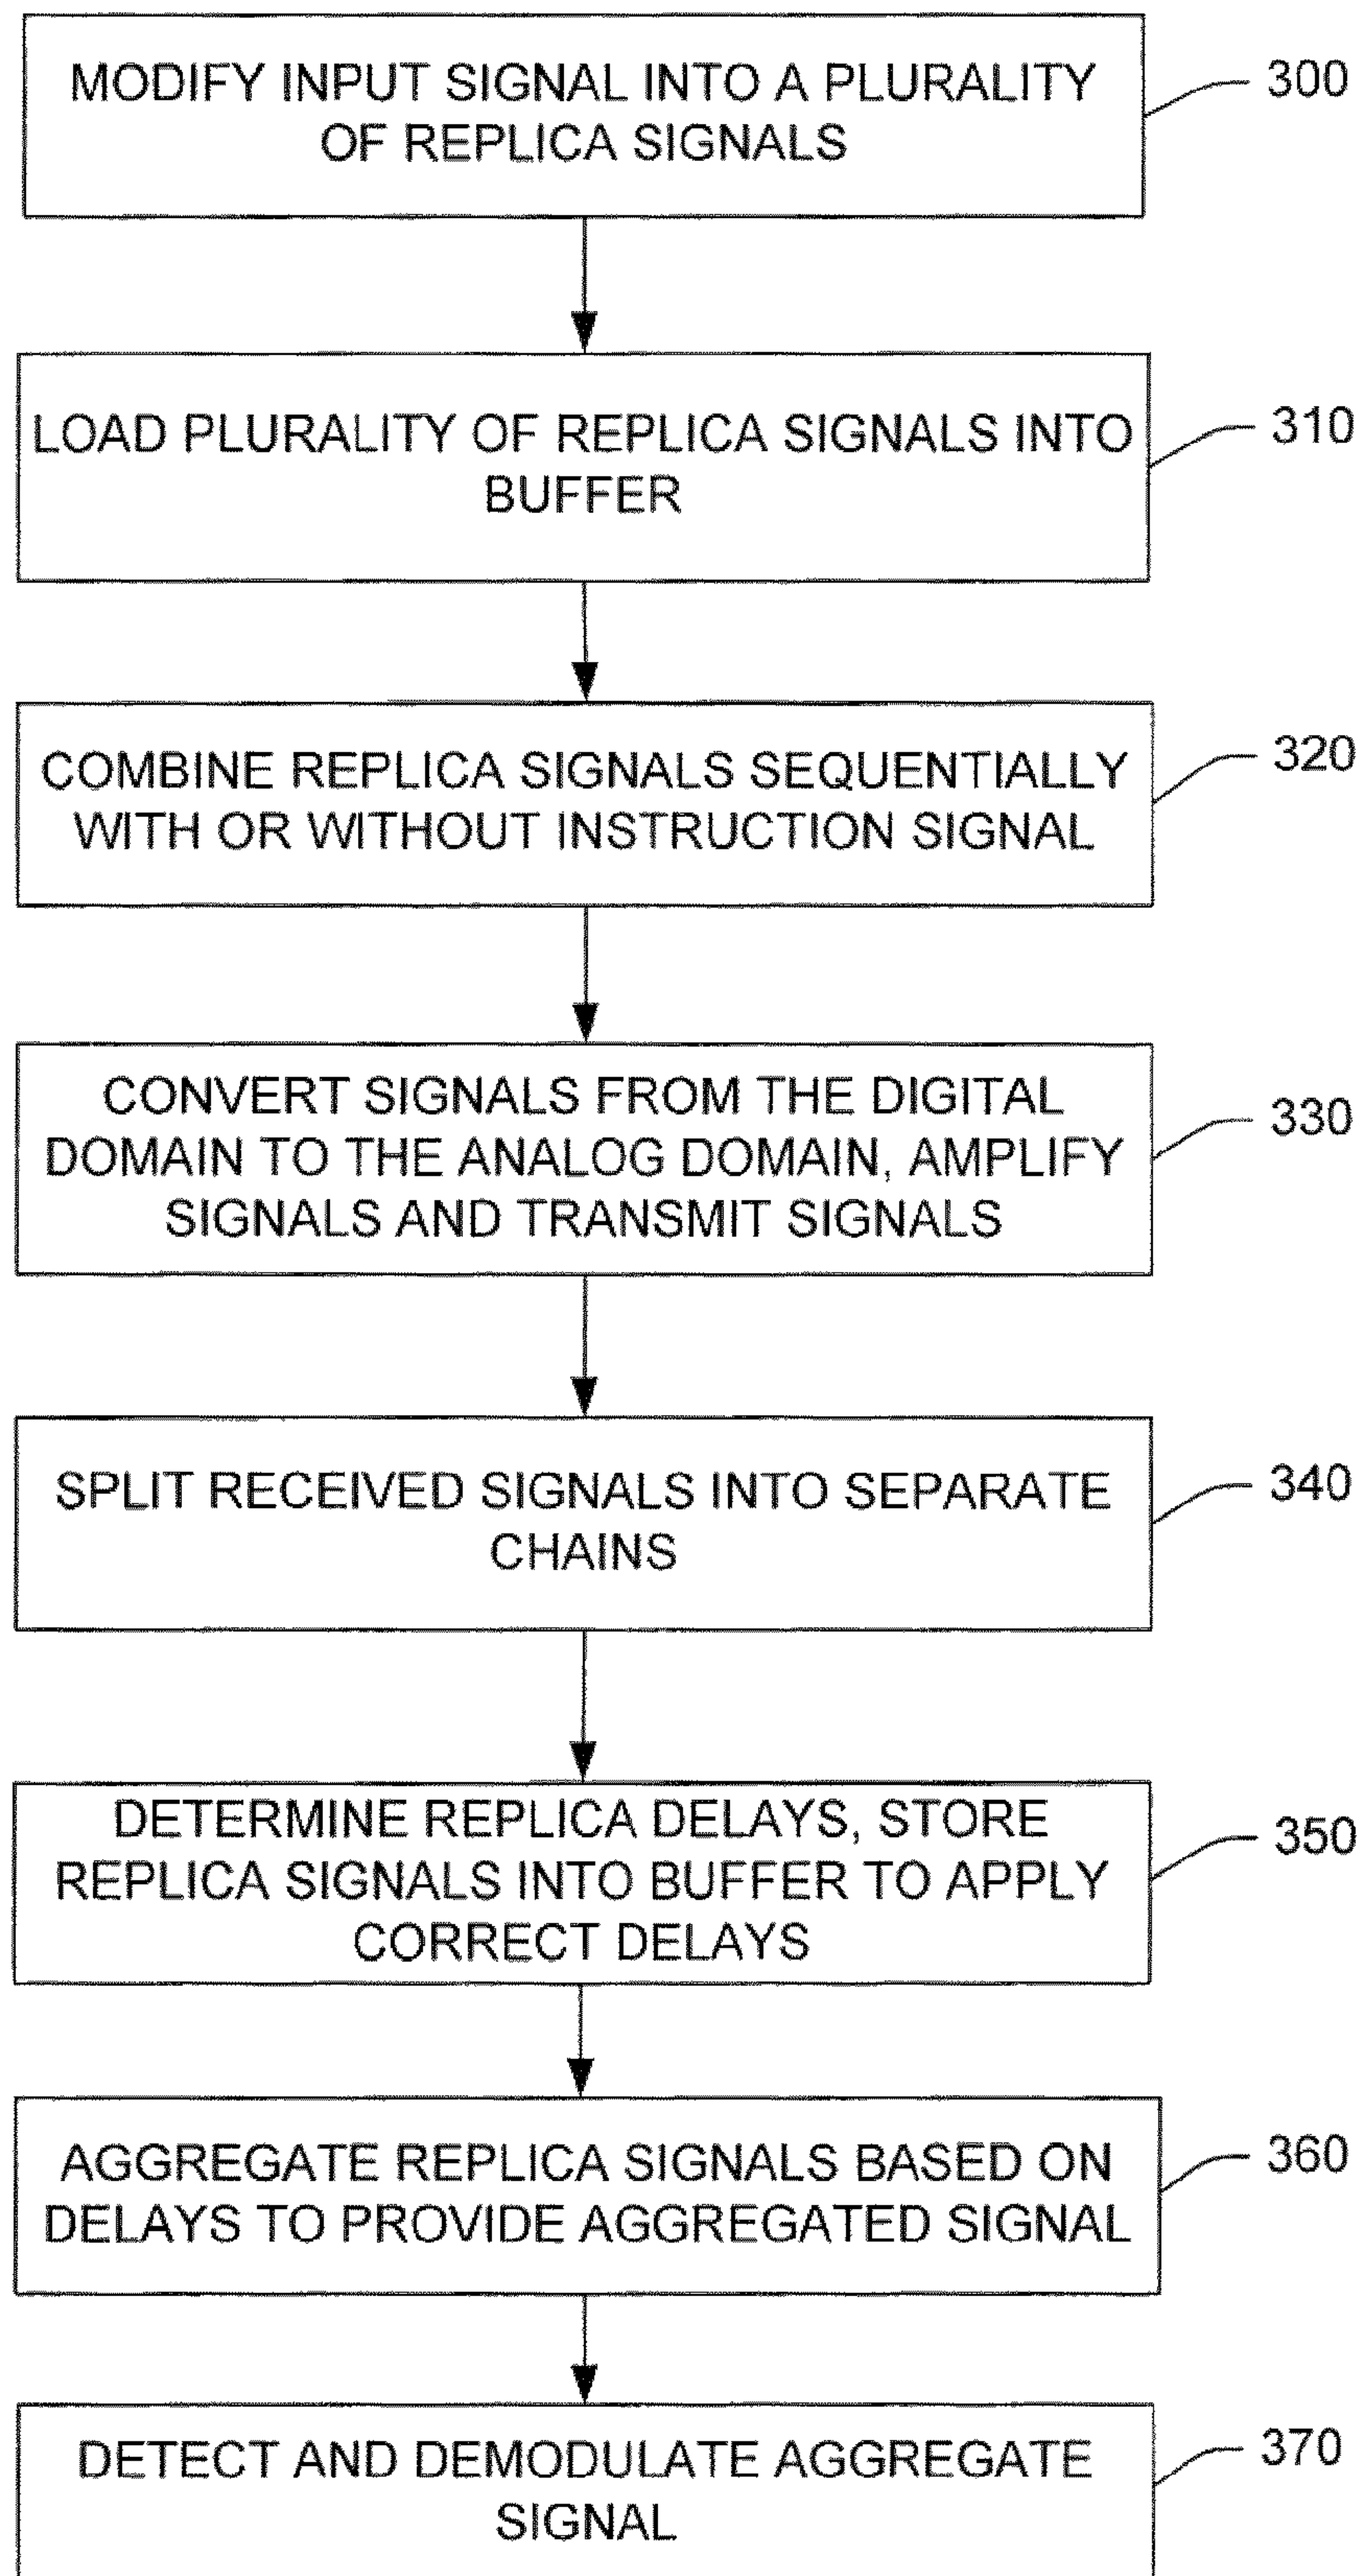 MODIFY INPUT SIGNAL INTO A PLURALITY
OF REPLICA SIGNALS
300
LOAD PLURALITY OF REPLICA SIGNALS INTO
BUFFER
310
COMBINE REPLICA SIGNALS SEQUENTIALLY
WITH OR WITHOUT INSTRUCTION SIGNAL
320
CONVERT SIGNALS FROM THE DIGITAL
DOMAIN TO THE ANALOG DOMAIN, AMPLIFY
SIGNALS AND TRANSMIT SIGNALS
330
SPLIT RECEIVED SIGNALS INTO SEPARATE
CHAINS
340
DETERMINE REPLICA DELAYS, STORE
REPLICA SIGNALS INTO BUFFER TO APPLY
CORRECT DELAYS
350
AGGREGATE REPLICA SIGNALS BASED ON
DELAYS TO PROVIDE AGGREGATED SIGNAL
360
DETECT AND DEMODULATE AGGREGATE
SIGNAL
370